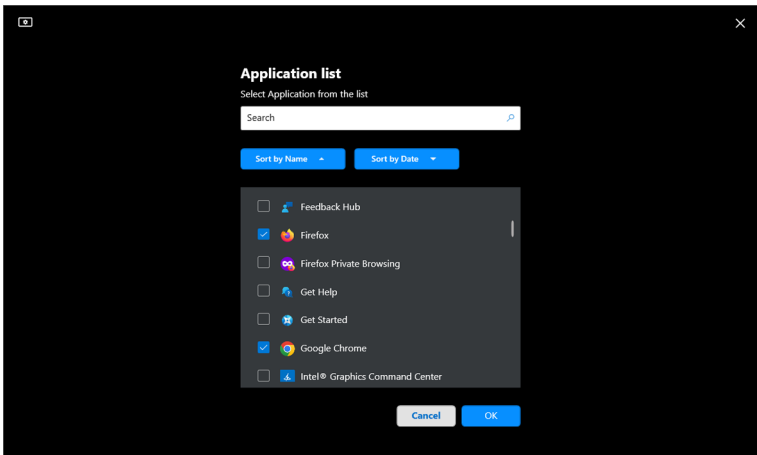 Application list
Select Application from the list
Search
Sort by Name
Sort by Date
Feedback Hub
Firefox
Firefox Private Browsing
Get Help
Get Started
Google Chrome
Intel® Graphics Command Center
Cancel
OK